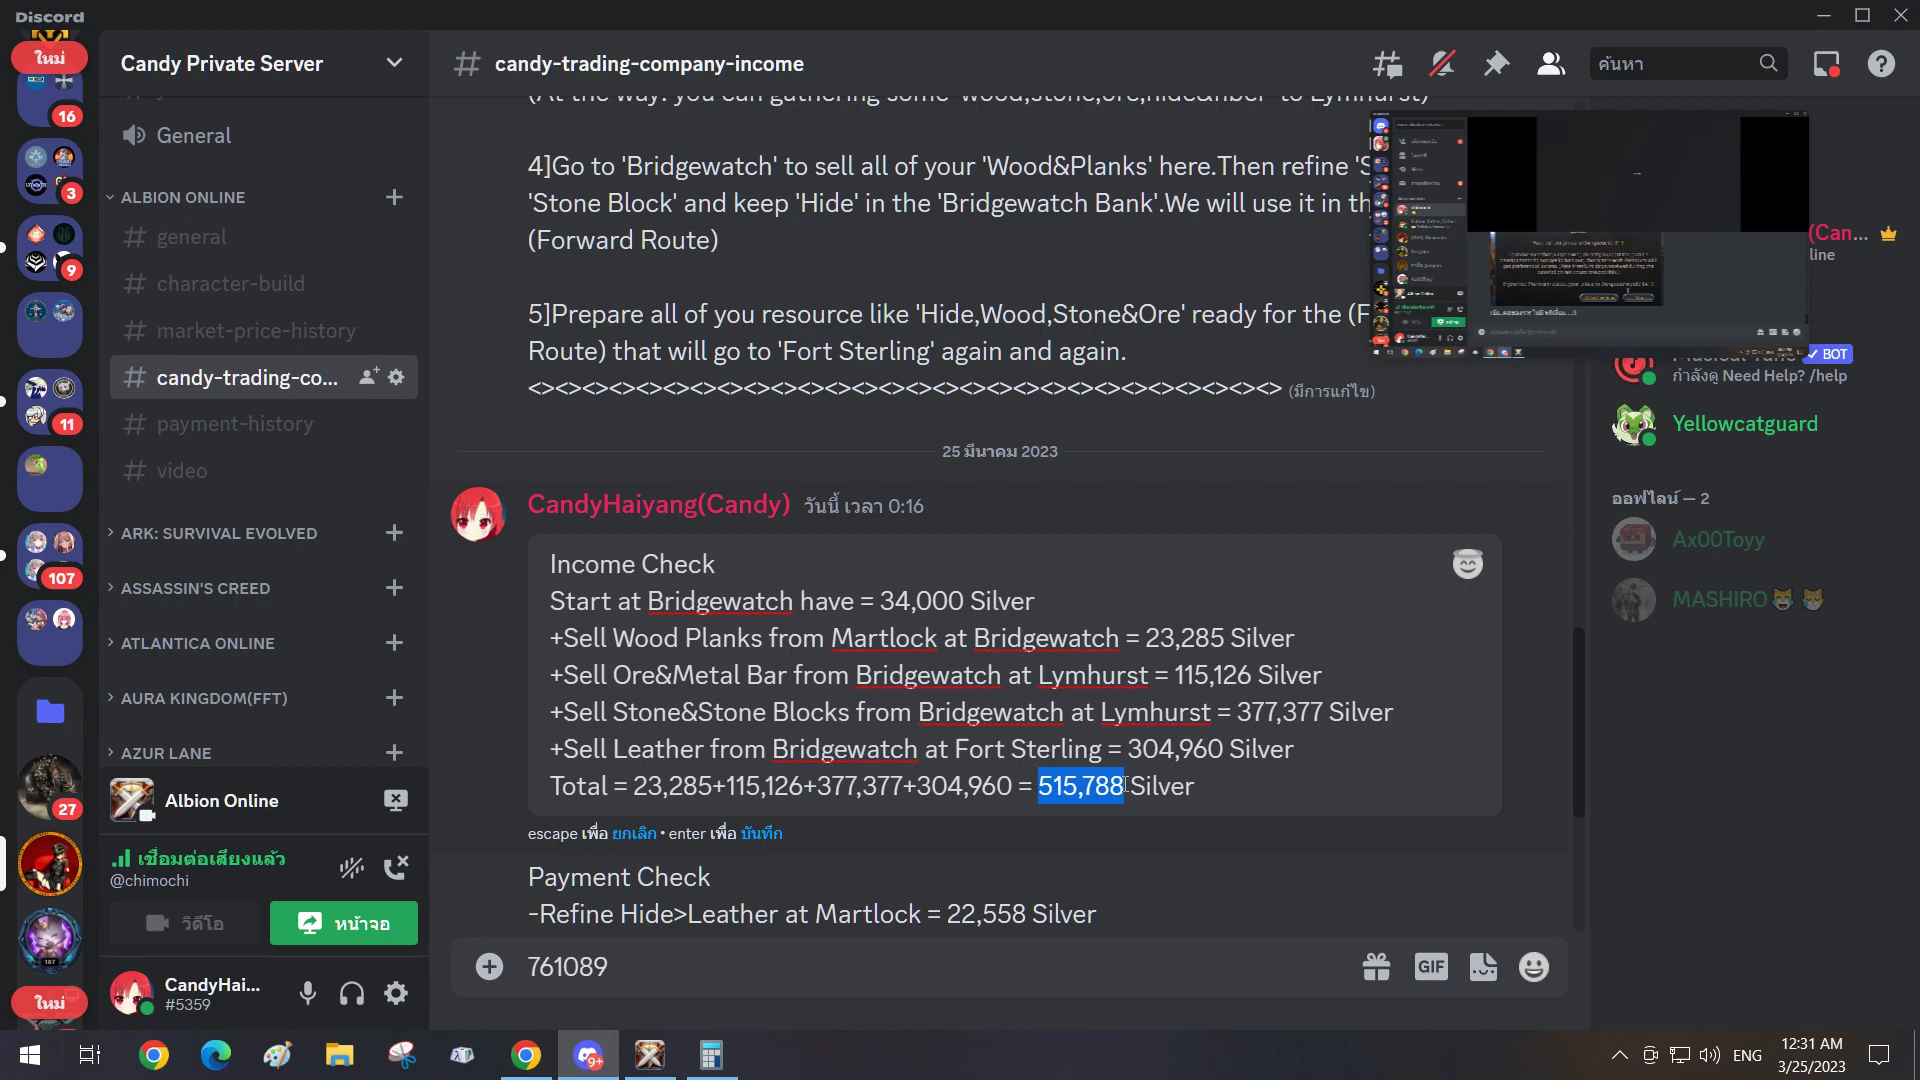 Discord
ใหม่
16
3
9
11
107
27
ใหม่
Candy Private Server
General
ALBION ONLINE
general
character-build
market-price-history
candy-trading-co...
payment-history
video
ARK: SURVIVAL EVOLVED
ASSASSIN'S CREED
ATLANTICA ONLINE
AURA KINGDOM(FFT)
AZUR LANE
Albion Online
เชื่อมต่อเสียงแล้ว
@chimochi
วิดีโอ
หน้าจอ
CandyHai...
#5359
candy-trading-company-income
ค้นหา
4]Go to 'Bridgewatch' to sell all of your 'Wood&Planks' here.Then refine 'S
'Stone Block' and keep 'Hide' in the 'Bridgewatch Bank'.We will use it in th
(Forward Route)
5]Prepare all of you resource like 'Hide,Wood,Stone&Ore' ready for the (F
Route) that will go to 'Fort Sterling' again and again.
<><><><><><><><><><><><><><><><><><><><><><><><><><><><> (มีการแก้ไข)
25 มีนาคม 2023
CandyHaiyang(Candy) วันนี้ เวลา 0:16
Income Check
Start at Bridgewatch have = 34,000 Silver
+Sell Wood Planks from Martlock at Bridgewatch = 23,285 Silver
+Sell Ore&Metal Bar from Bridgewatch at Lymhurst = 115,126 Silver
+Sell Stone&Stone Blocks from Bridgewatch at Lymhurst = 377,377 Silver
+Sell Leather from Bridgewatch at Fort Sterling = 304,960 Silver
Total = 23,285+115,126+377,377+304,960 = 515,788 Silver
escape เพื่อ ยกเลิก • enter เพื่อ บันทึก
Payment Check
-Refine Hide>Leather at Martlock = 22,558 Silver
761089
GIF
(Can...
line
BOT
กำลังดู Need Help? /help
Yellowcatguard
ออฟไลน์ — 2
Ax00Toyy
MASHIRO
9+
ENG
12:31 AM
3/25/2023